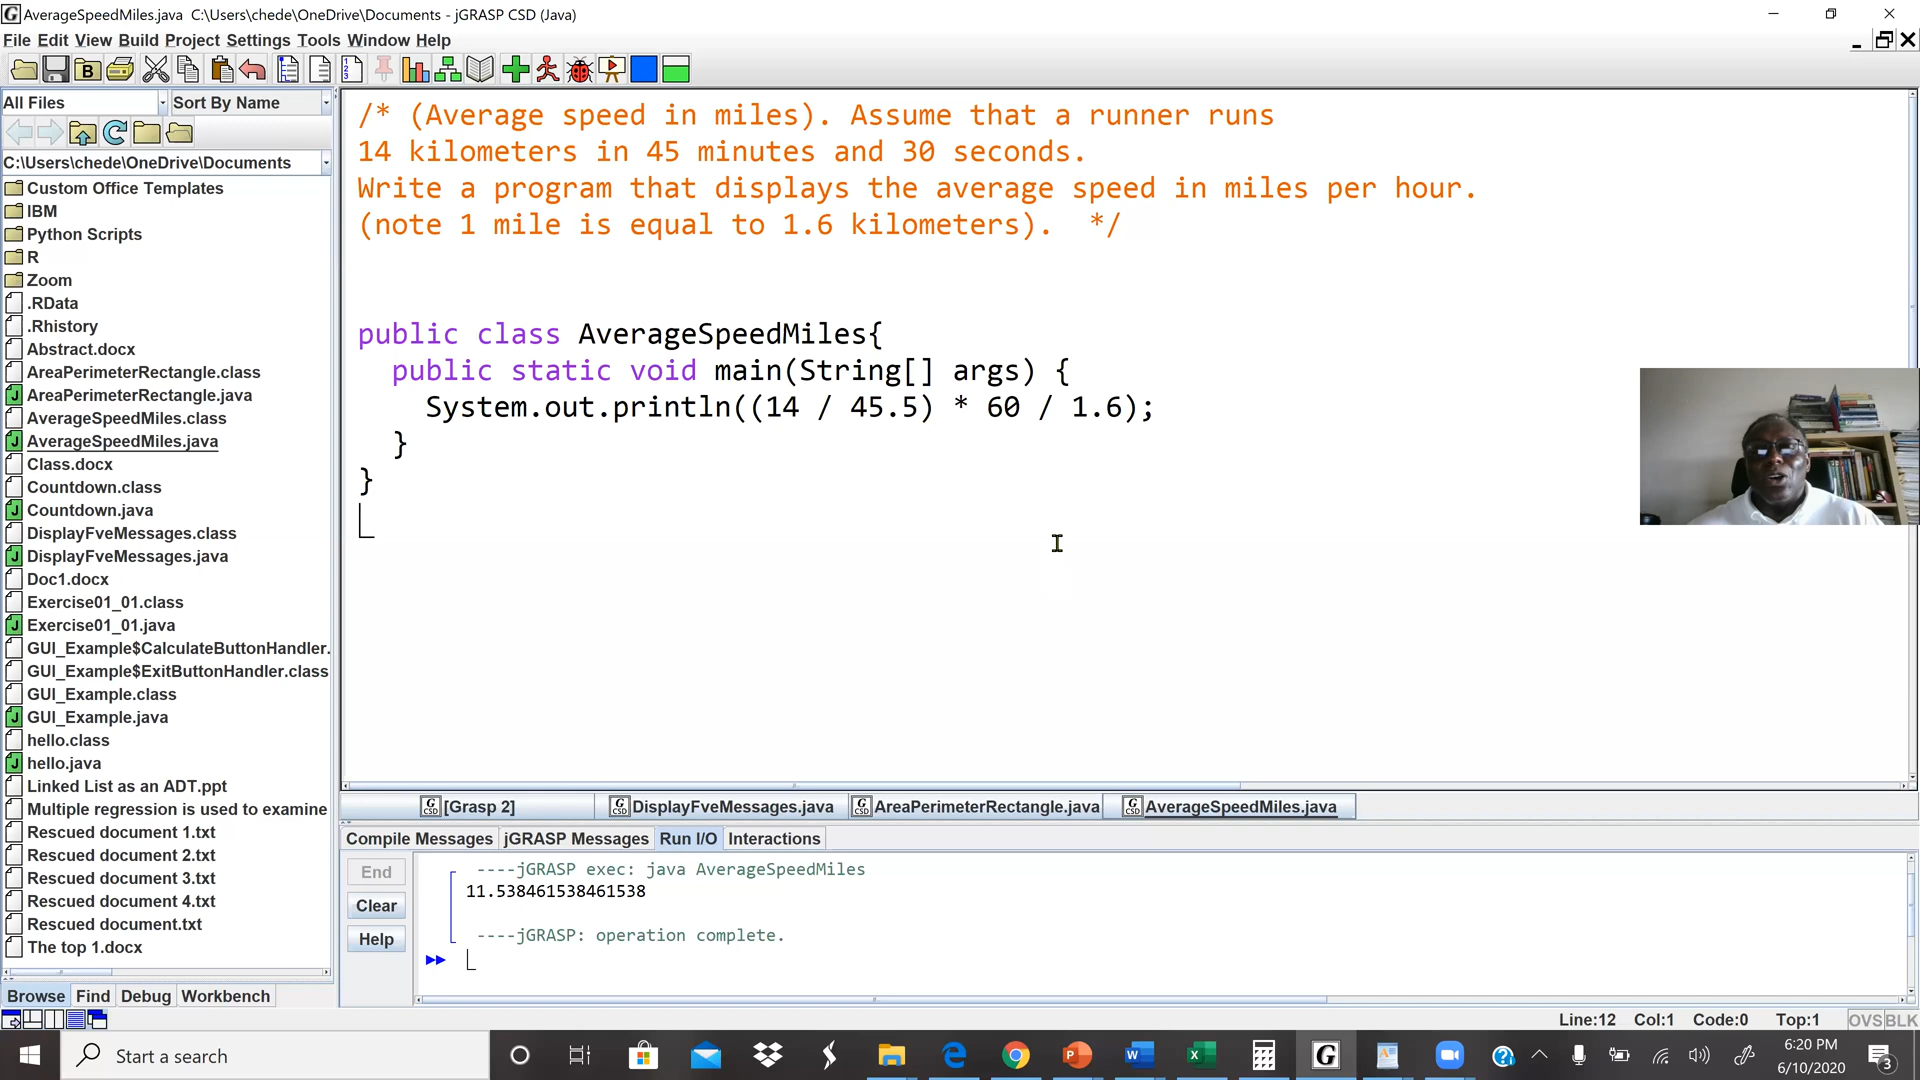 AverageSpeedMiles.java C:\Users\chede\OneDrive\Documents - jGRASP CSD (Java)
File Edit View Build Project Settings Tools Window Help
All Files Sort By Name
C:\Users\chede\OneDrive\Documents
Custom Office Templates
IBM
Python Scripts
R
Zoom
.RData
.Rhistory
Abstract.docx
AreaPerimeterRectangle.class
AreaPerimeterRectangle.java
AverageSpeedMiles.class
AverageSpeedMiles.java
Class.docx
Countdown.class
Countdown.java
DisplayFveMessages.class
DisplayFveMessages.java
Doc1.docx
Exercise01_01.class
Exercise01_01.java
GUI_Example$CalculateButtonHandler.
GUI_Example$ExitButtonHandler.class
GUI_Example.class
GUI_Example.java
hello.class
hello.java
Linked List as an ADT.ppt
Multiple regression is used to examine
Rescued document 1.txt
Rescued document 2.txt
Rescued document 3.txt
Rescued document 4.txt
Rescued document.txt
The top 1.docx
Browse Find Debug Workbench
/* (Average speed in miles). Assume that a runner runs
14 kilometers in 45 minutes and 30 seconds.
Write a program that displays the average speed in miles per hour.
(note 1 mile is equal to 1.6 kilometers). */
public class AverageSpeedMiles{
public static void main(String[] args) {
System.out.println((14 / 45.5) * 60 / 1.6);
}
}
[Grasp 2] DisplayFveMessages.java AreaPerimeterRectangle.java AverageSpeedMiles.java
Compile Messages jGRASP Messages Run I/O Interactions
End
Clear
Help
----jGRASP exec: java AverageSpeedMiles
11.538461538461538
----jGRASP: operation complete.
Line:12 Col:1 Code:0 Top:1 OVS BLK
Start a search
6:20 PM
6/10/2020
3